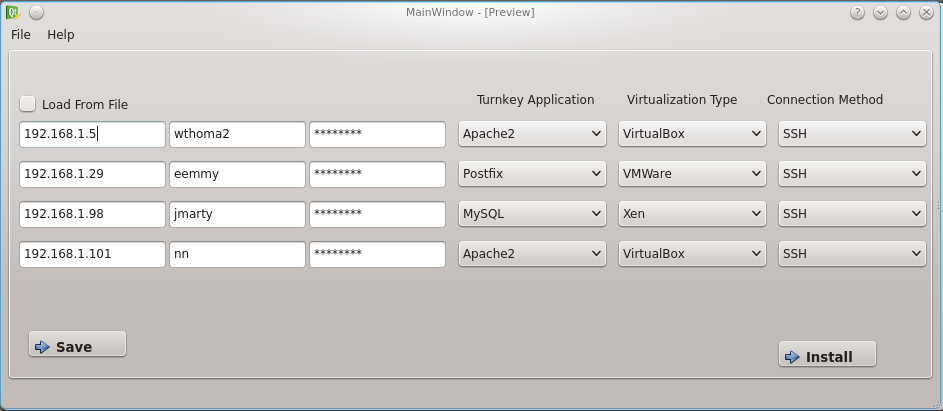 MainWindow - [Preview]
File Help
Load From File Turnkey Application Virtualization Type Connection Method
192.168.1.5 wthoma2 ******** Apache2 VirtualBox SSH
192.168.1.29 eemmy ******** Postfix VMWare SSH
192.168.1.98 jmarty ******** MySQL Xen SSH
192.168.1.101 nn ******** Apache2 VirtualBox SSH
Save
Install